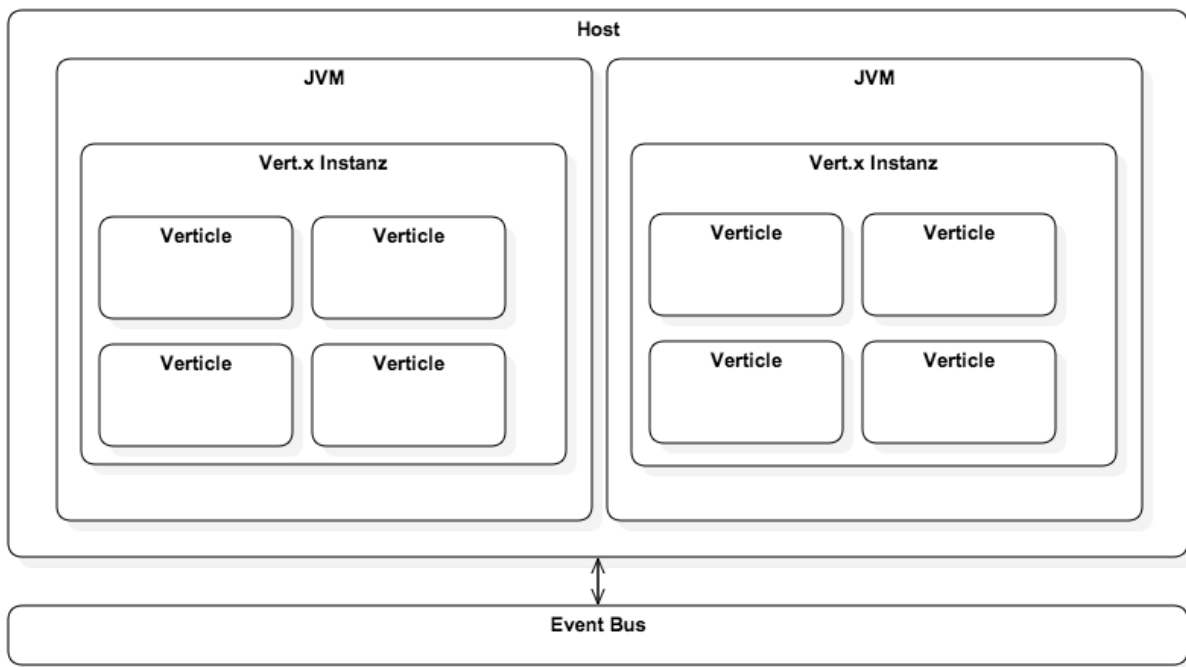 Host
JVM
JVM
Vert.x Instanz
Vert.x Instanz
Verticle
Verticle
Verticle
Verticle
Verticle
Verticle
Verticle
Verticle
Event Bus